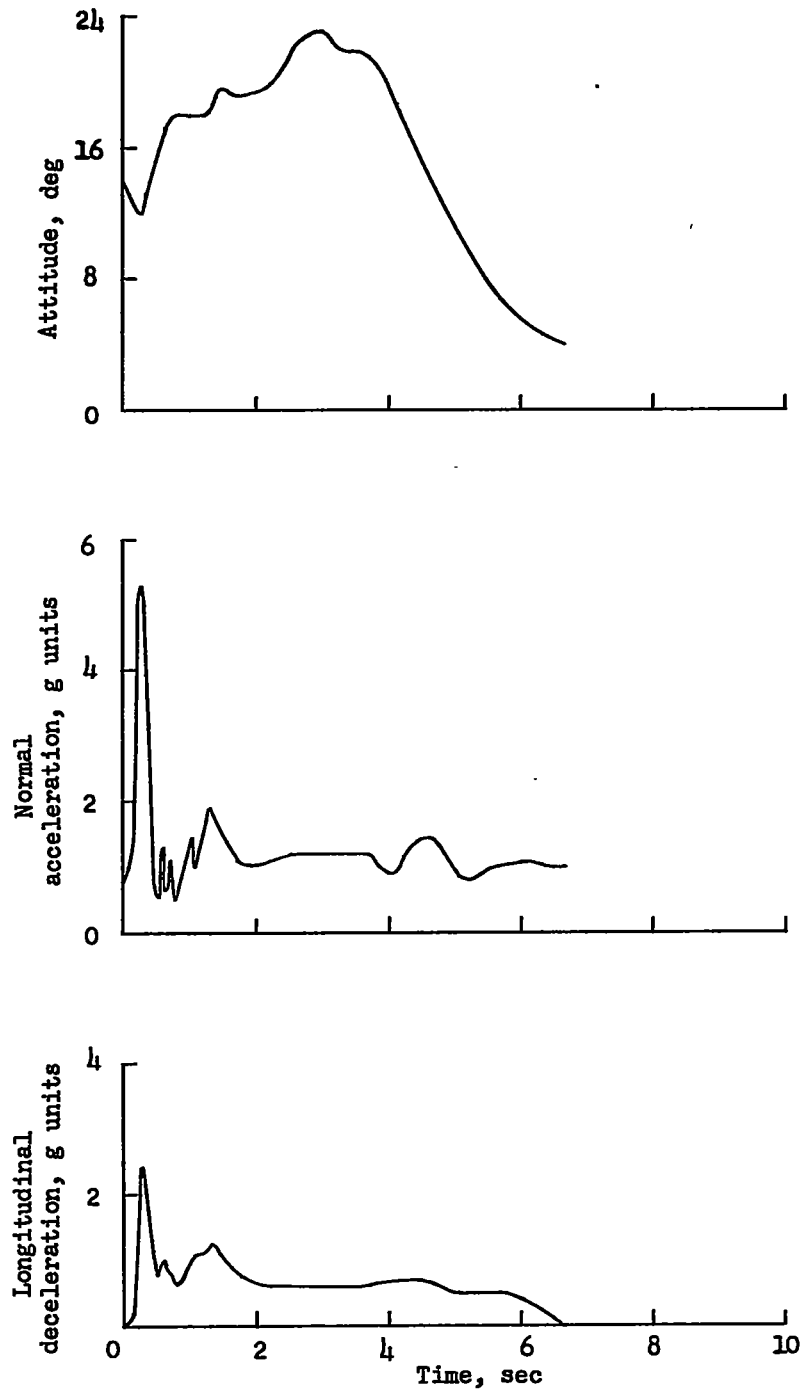 24
16
8
0
Attitude, deg
6
4
2
0
Normal
acceleration, g units
4
2
Longitudinal
deceleration, g units
0 2 4 6 8 10
Time, sec